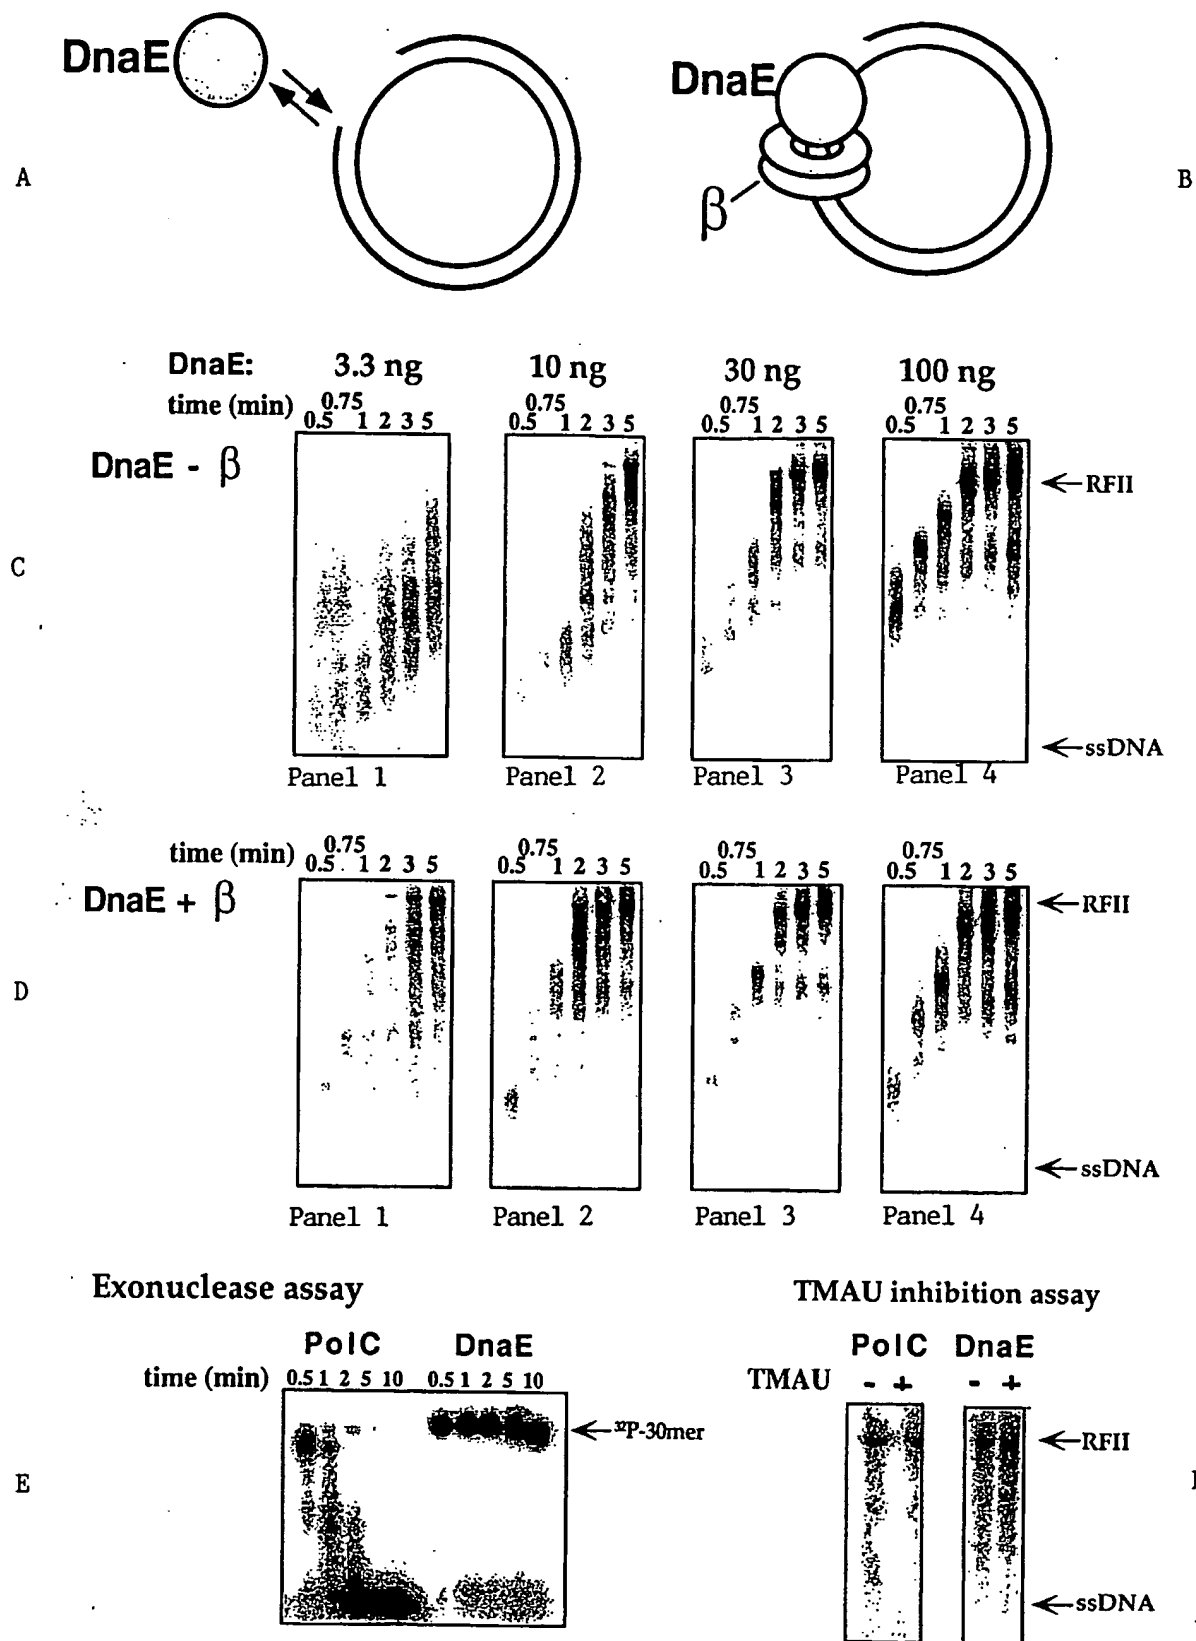 DnaE
DnaE
β
A
B
DnaE: 3.3 ng 10 ng 30 ng 100 ng
time (min) 0.5 0.75 1 2 3 5 0.5 0.75 1 2 3 5 0.5 0.75 1 2 3 5 0.5 0.75 1 2 3 5
DnaE - β
RFII
C
ssDNA
Panel 1 Panel 2 Panel 3 Panel 4
time (min) 0.5 0.75 1 2 3 5 0.5 0.75 1 2 3 5 0.5 0.75 1 2 3 5 0.5 0.75 1 2 3 5
DnaE + β
RFII
D
ssDNA
Panel 1 Panel 2 Panel 3 Panel 4
Exonuclease assay
PolC DnaE
time (min) 0.5 1 2 5 10 0.5 1 2 5 10
³²P-30mer
E
TMAU inhibition assay
PolC DnaE
TMAU - + - +
RFII
ssDNA